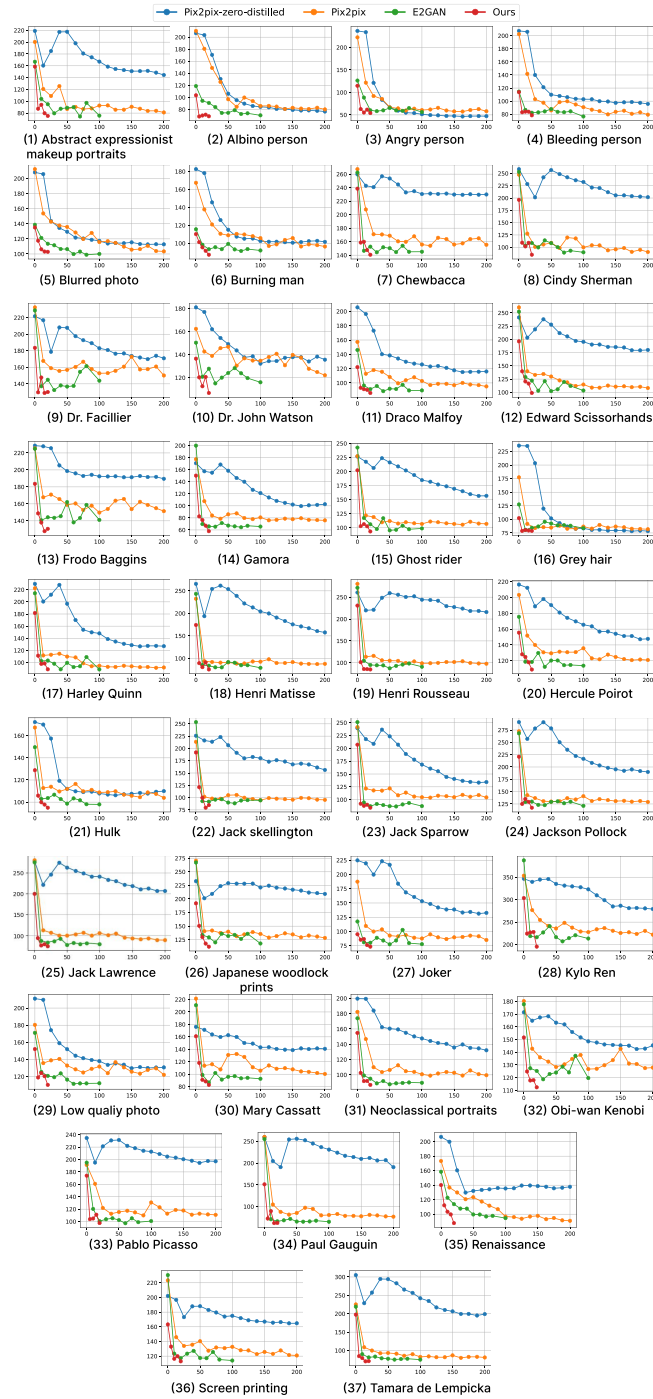 Pix2pix-zero-distilled Pix2pix E2GAN Ours
(1) Abstract expressionist makeup portraits
(2) Albino person
(3) Angry person
(4) Bleeding person
(5) Blurred photo
(6) Burning man
(7) Chewbacca
(8) Cindy Sherman
(9) Dr. Facillier
(10) Dr. John Watson
(11) Draco Malfoy
(12) Edward Scissorhands
(13) Frodo Baggins
(14) Gamora
(15) Ghost rider
(16) Grey hair
(17) Harley Quinn
(18) Henri Matisse
(19) Henri Rousseau
(20) Hercule Poirot
(21) Hulk
(22) Jack skellington
(23) Jack Sparrow
(24) Jackson Pollock
(25) Jack Lawrence
(26) Japanese woodlock prints
(27) Joker
(28) Kylo Ren
(29) Low qualiy photo
(30) Mary Cassatt
(31) Neoclassical portraits
(32) Obi-wan Kenobi
(33) Pablo Picasso
(34) Paul Gauguin
(35) Renaissance
(36) Screen printing
(37) Tamara de Lempicka